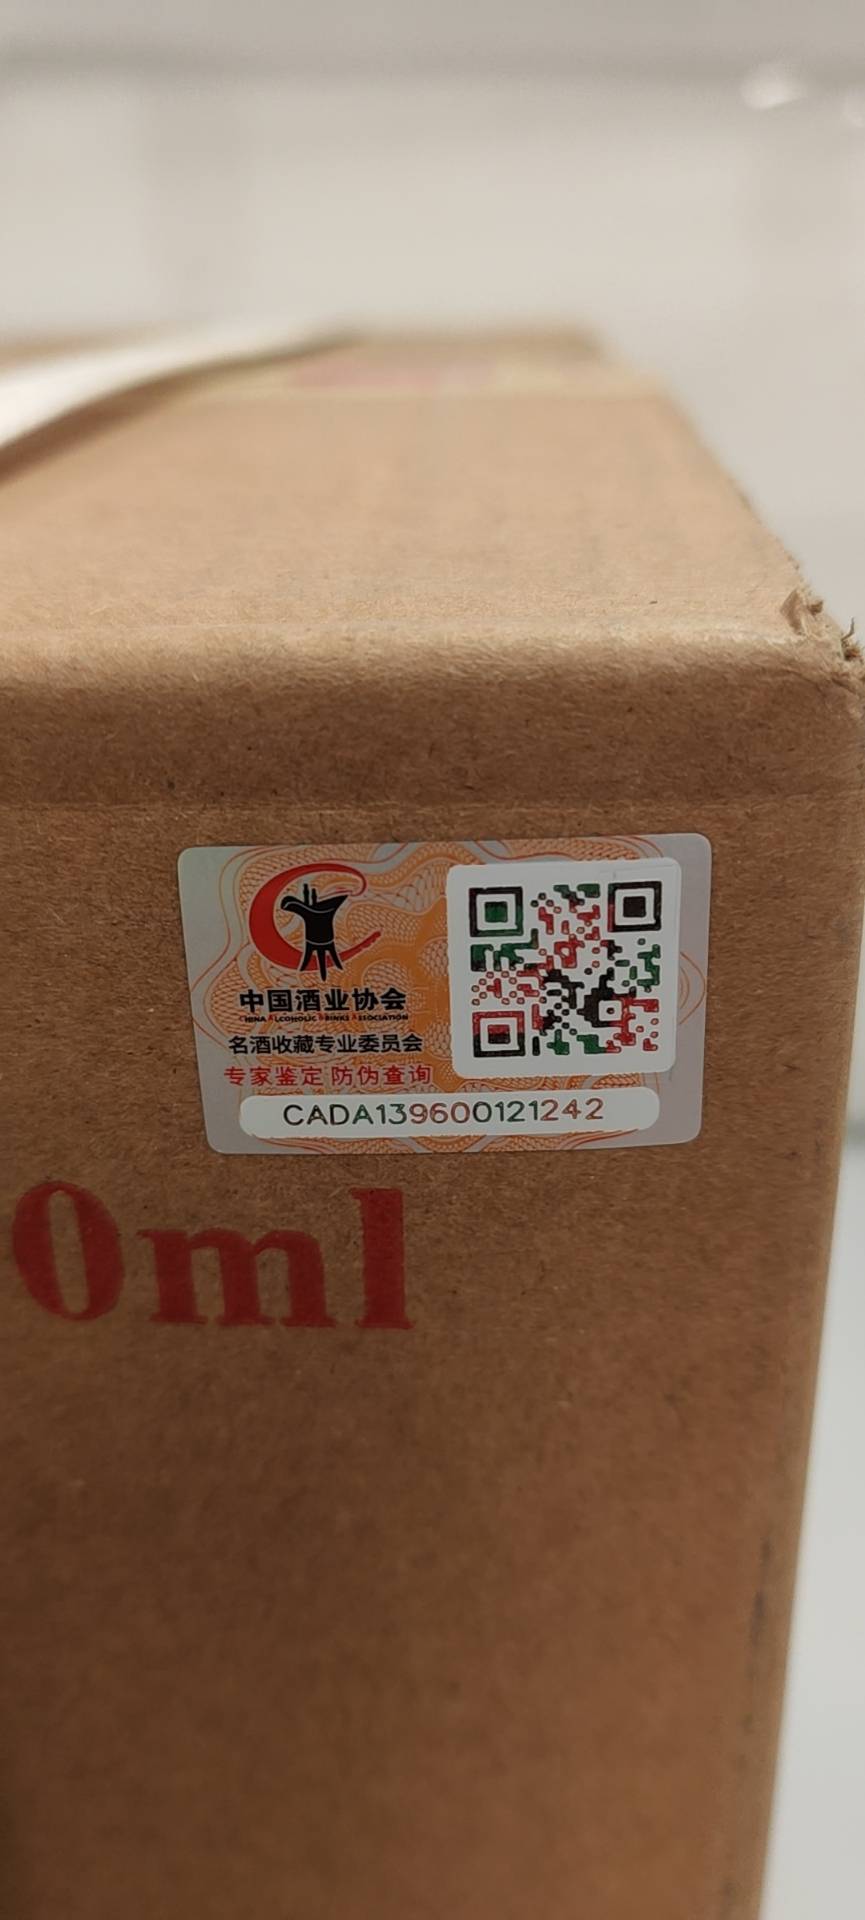 中国酒业协会
CHINA ALCOHOLIC DRINKS ASSOCIATION
名酒收藏专业委员会
专家鉴定 防伪查询
CADA139600121242
0ml